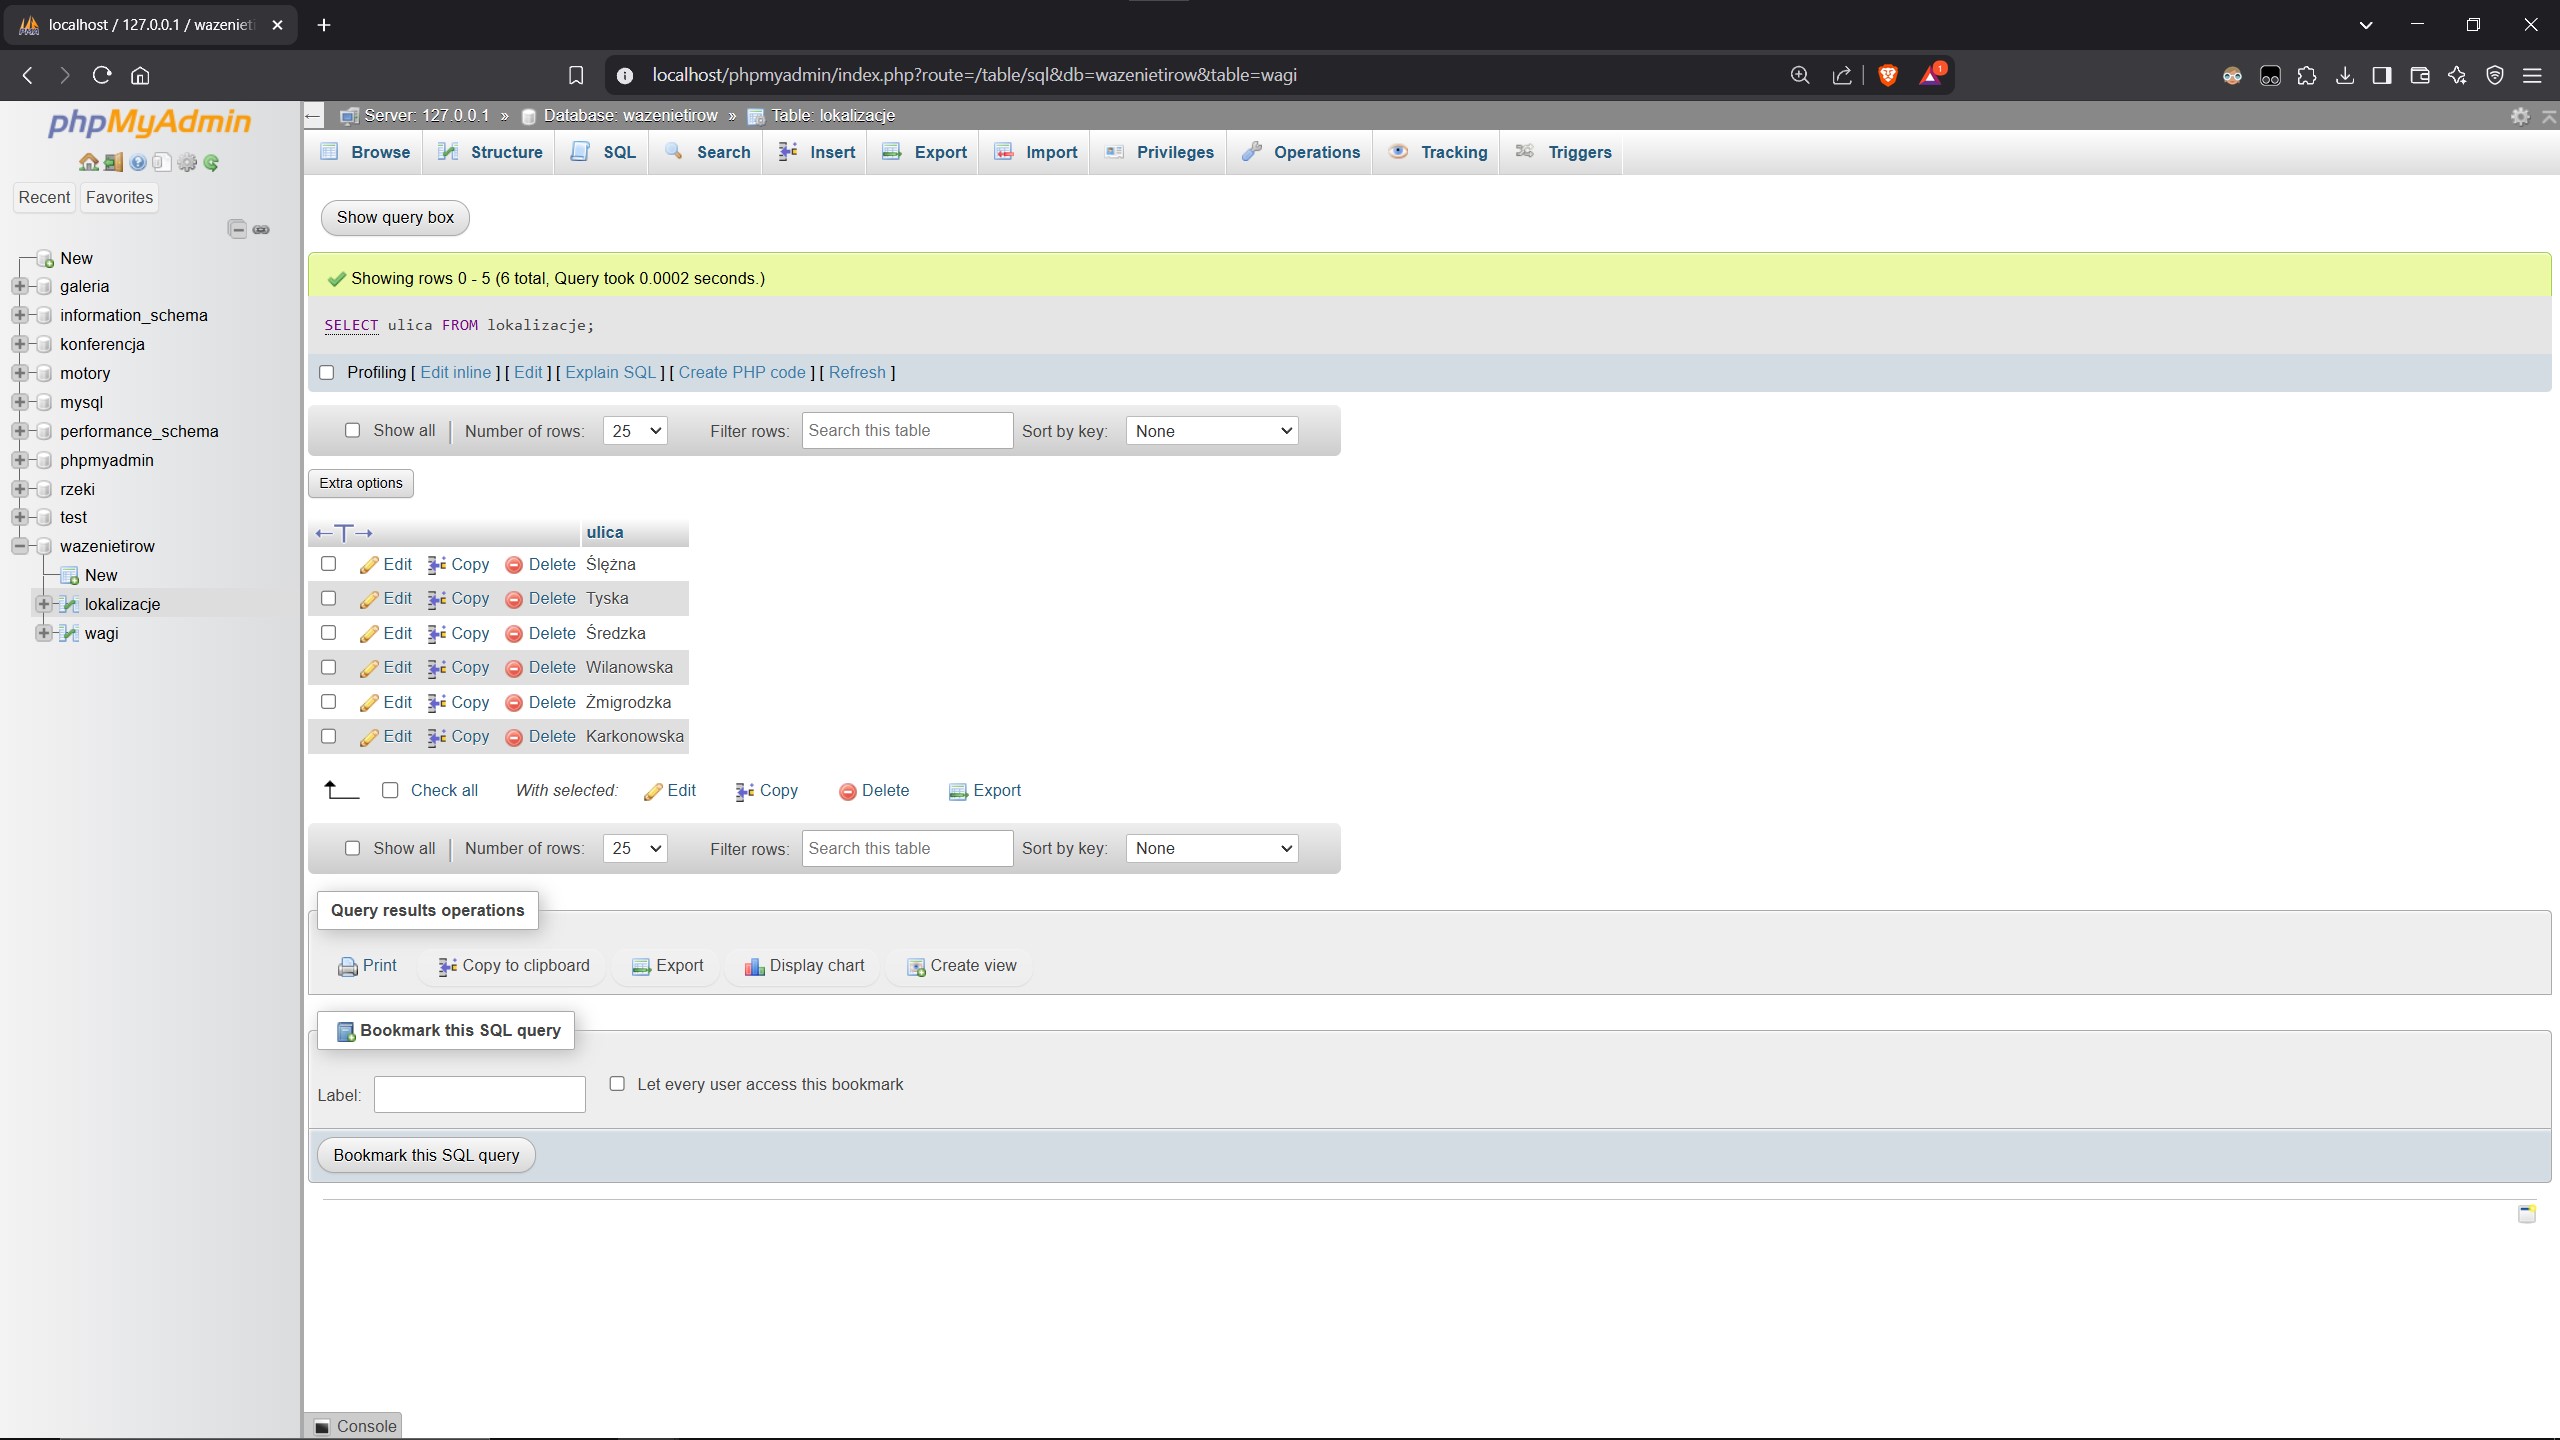 localhost / 127.0.0.1 / wazenieti
localhost/phpmyadmin/index.php?route=/table/sql&db=wazenietirow&table=wagi
1
phpMyAdmin
Recent Favorites
New
galeria
information_schema
konferencja
motory
mysql
performance_schema
phpmyadmin
rzeki
test
wazenietirow
New
lokalizacje
wagi
Server: 127.0.0.1 » Database: wazenietirow » Table: lokalizacje
Browse Structure SQL Search Insert Export Import Privileges Operations Tracking Triggers
Show query box
Showing rows 0 - 5 (6 total, Query took 0.0002 seconds.)
SELECT ulica FROM lokalizacje;
Profiling [ Edit inline ] [ Edit ] [ Explain SQL ] [ Create PHP code ] [ Refresh ]
Show all | Number of rows: 25 Filter rows: Search this table Sort by key: None
Extra options
←T→ ulica
Edit Copy Delete Ślężna
Edit Copy Delete Tyska
Edit Copy Delete Średzka
Edit Copy Delete Wilanowska
Edit Copy Delete Żmigrodzka
Edit Copy Delete Karkonowska
Check all With selected: Edit Copy Delete Export
Show all | Number of rows: 25 Filter rows: Search this table Sort by key: None
Query results operations
Print Copy to clipboard Export Display chart Create view
Bookmark this SQL query
Label: Let every user access this bookmark
Bookmark this SQL query
Console